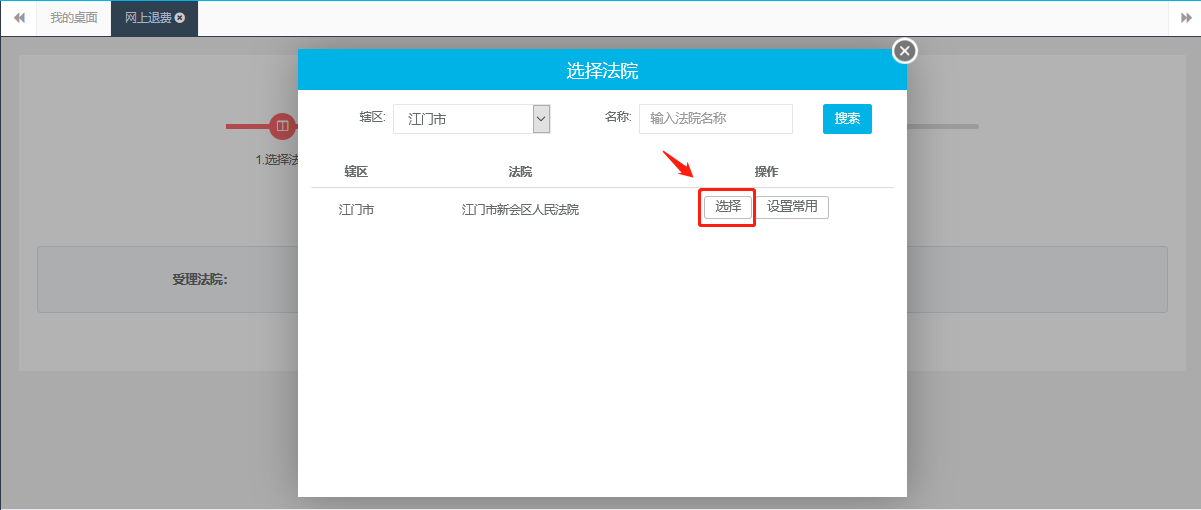 我的桌面 网上退费
选择法院
辖区: 江门市 名称: 输入法院名称 搜索
1.选择法
辖区 法院 操作
江门市 江门市新会区人民法院 选择 设置常用
受理法院: